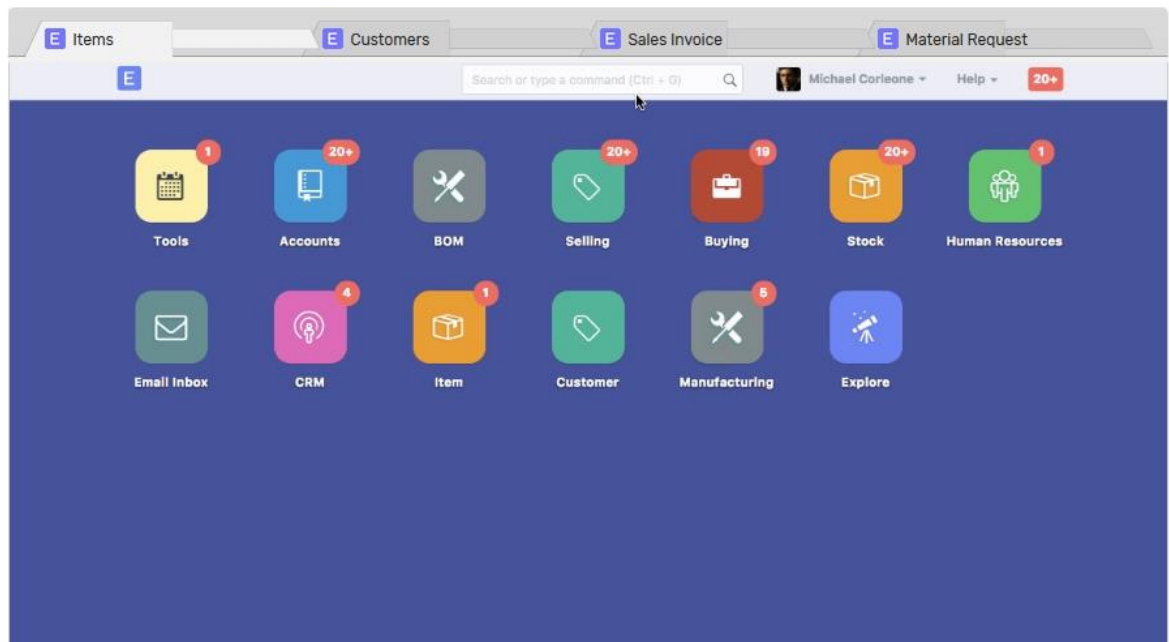 E Items E Customers E Sales Invoice E Material Request
E Search or type a command (Ctrl + G) Michael Corleone Help 20+
1 20+ 20+ 19 20+ 1
Tools Accounts BOM Selling Buying Stock Human Resources
4 1 5
Email Inbox CRM Item Customer Manufacturing Explore